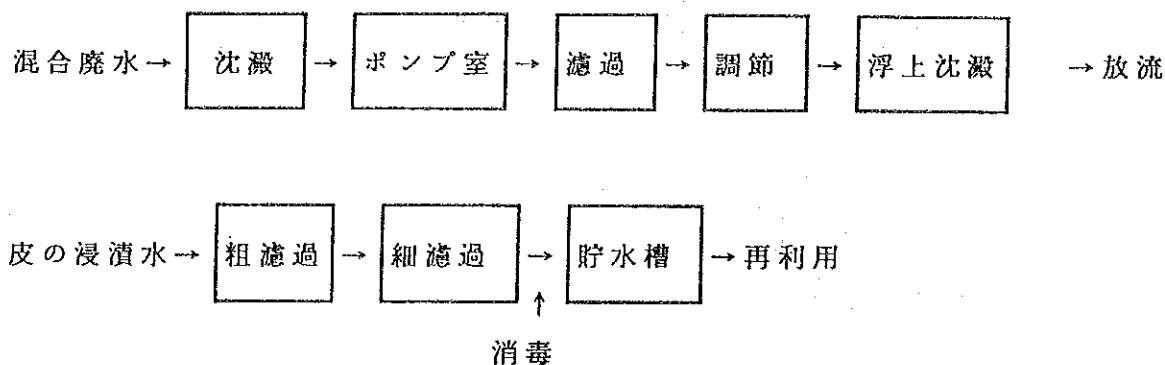 混合廃水→ 沈澱 → ポンプ室 → 濾過 → 調節 → 浮上沈澱 →放流
皮の浸漬水→ 粗濾過 → 細濾過 → 貯水槽 →再利用
↑
消毒